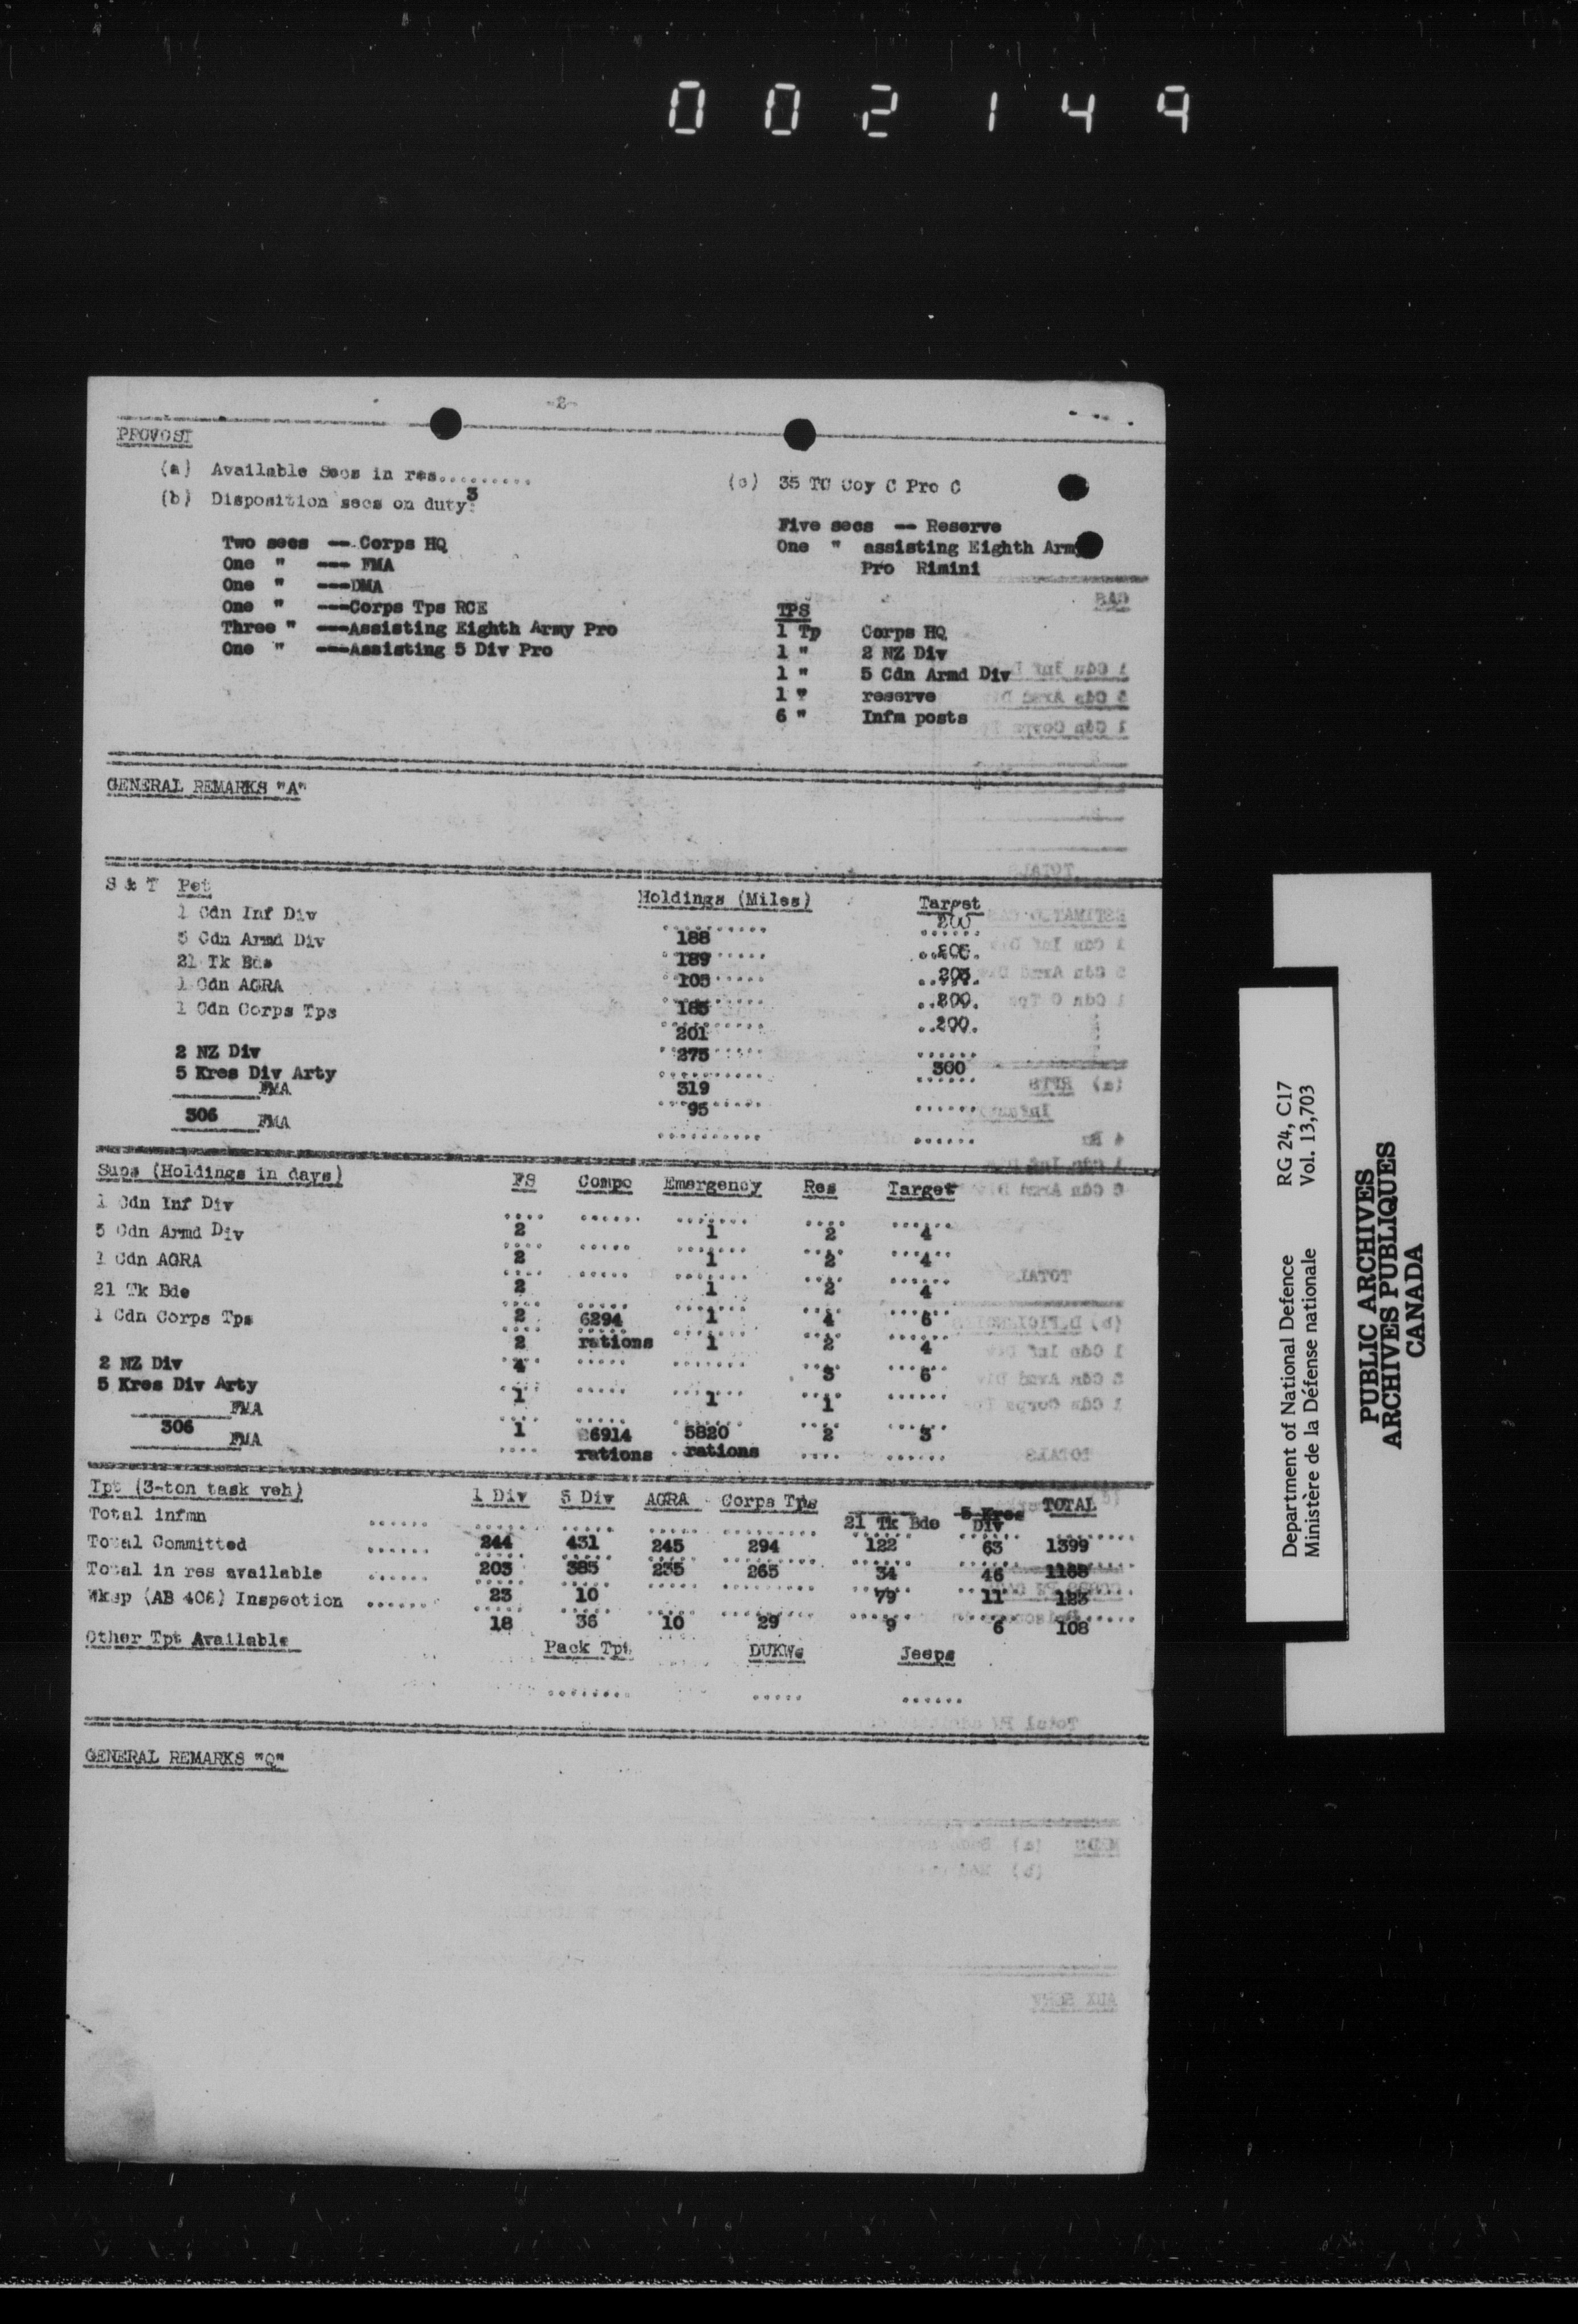 002149
-2-
PROVOST
(a) Available Secs in res..........
3
(b) Disposition secs on duty:
Two secs -- Corps HQ
One " --- FMA
One " ---DMA
One " ---Corps Tps RCE
Three " ---Assisting Eighth Army Pro
One " ---Assisting 5 Div Pro
(c) 35 TC Coy C Pro C
Five secs -- Reserve
One " assisting Eighth Army
Pro Rimini
TPS
1 Tp Corps HQ
1 " 2 NZ Div
1 " 5 Cdn Armd Div
1 " reserve
6 " Infm posts
GENERAL REMARKS "A"
S & T Pet Holdings (Miles) Target
1 Cdn Inf Div 188 200
5 Cdn Armd Div 189
21 Tk Bde 105
1 Cdn AGRA 200
1 Cdn Corps Tps 201 200
2 NZ Div 275 300
5 Kres Div Arty 319
FMA 95
306 FMA
Sups (Holdings in days) FS Compo Emergency Res Target
1 Cdn Inf Div 2 1 2 4
5 Cdn Armd Div 2 1 2 4
1 Cdn AGRA 2 1 2 4
21 Tk Bde 2 6294 1 4 6
1 Cdn Corps Tps 2 rations 1 2 4
2 NZ Div 4 3 6
5 Kres Div Arty 1 1 1
FMA
306 1 6914 5820 2 3
FMA rations rations
Tpt (3-ton task veh) 1 Div 5 Div AGRA Corps Tps 21 Tk Bde 5 Kres Div TOTAL
Total infmn ...... 244 431 245 294 122 63 1399
Total Committed ...... 203 385 235 265 34 46 1168
Total in res available ...... 23 10 79 11 123
Wksp (AB 406) Inspection ....... 18 36 10 29 9 6 108
Other Tpt Available Pack Tpt DUKWs Jeeps
GENERAL REMARKS "Q"
Department of National Defence RG 24, C17
Ministère de la Défense nationale Vol. 13,703
PUBLIC ARCHIVES
ARCHIVES PUBLIQUES
CANADA